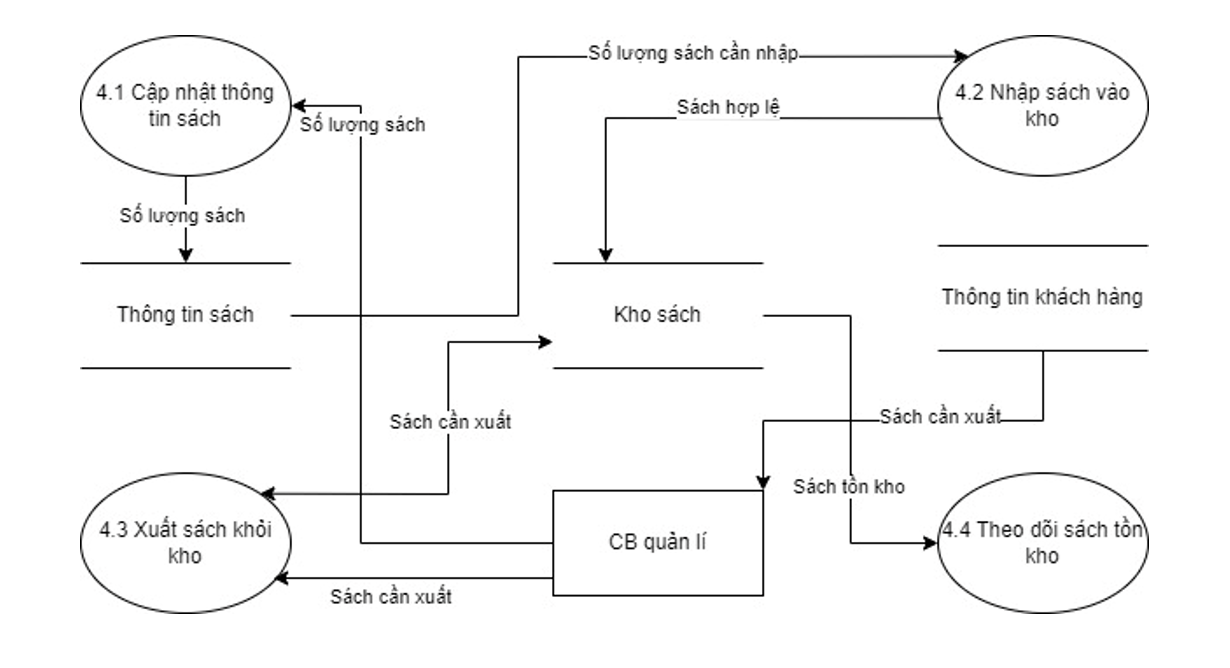 Số lượng sách cần nhập
4.1 Cập nhật thông
tin sách
4.2 Nhập sách vào
kho
Sách hợp lệ
Số lượng sách
Số lượng sách
Thông tin sách
Kho sách
Thông tin khách hàng
Sách cần xuất
Sách cần xuất
Sách tồn kho
4.3 Xuất sách khỏi
kho
CB quản lí
4.4 Theo dõi sách tồn
kho
Sách cần xuất